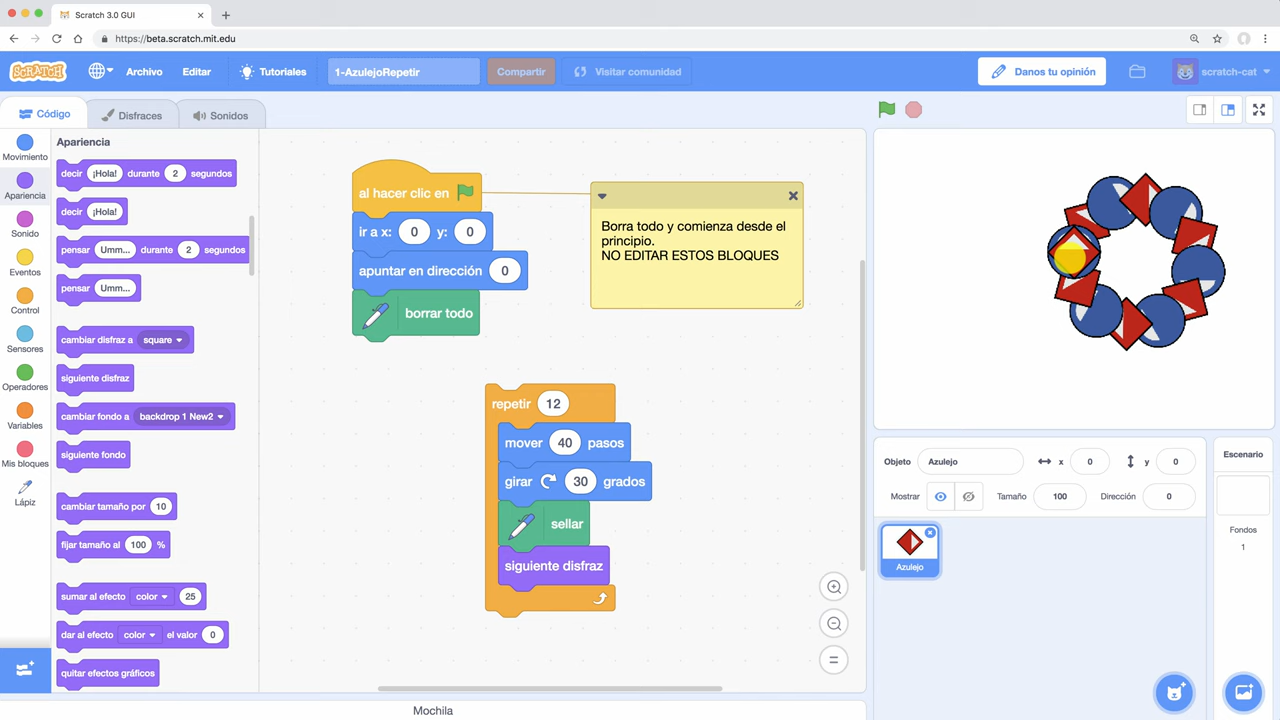 Scratch 3.0 GUI
https://beta.scratch.mit.edu
SCRATCH
Archivo
Editar
Tutoriales
1-AzulejoRepetir
Compartir
Visitar comunidad
Danos tu opinión
scratch-cat
Código
Disfraces
Sonidos
Movimiento
Apariencia
Sonido
Eventos
Control
Sensores
Operadores
Variables
Mis bloques
Lápiz
Apariencia
decir ¡Hola! durante 2 segundos
decir ¡Hola!
pensar Umm... durante 2 segundos
pensar Umm...
cambiar disfraz a square
siguiente disfraz
cambiar fondo a backdrop 1 New2
siguiente fondo
cambiar tamaño por 10
fijar tamaño al 100 %
sumar al efecto color 25
dar al efecto color el valor 0
quitar efectos gráficos
al hacer clic en
ir a x: 0 y: 0
apuntar en dirección 0
borrar todo
Borra todo y comienza desde el
principio.
NO EDITAR ESTOS BLOQUES
repetir 12
mover 40 pasos
girar 30 grados
sellar
siguiente disfraz
Mochila
Objeto Azulejo x 0 y 0
Mostrar Tamaño 100 Dirección 0
Azulejo
Escenario
Fondos
1